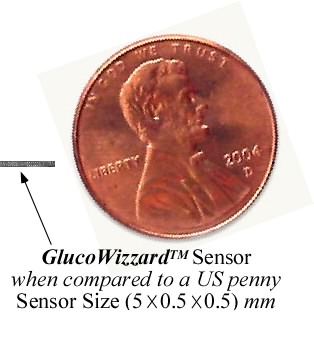 IN GOD WE TRUST
LIBERTY
2004
D
GlucoWizzard™ Sensor
when compared to a US penny
Sensor Size (5×0.5×0.5) mm